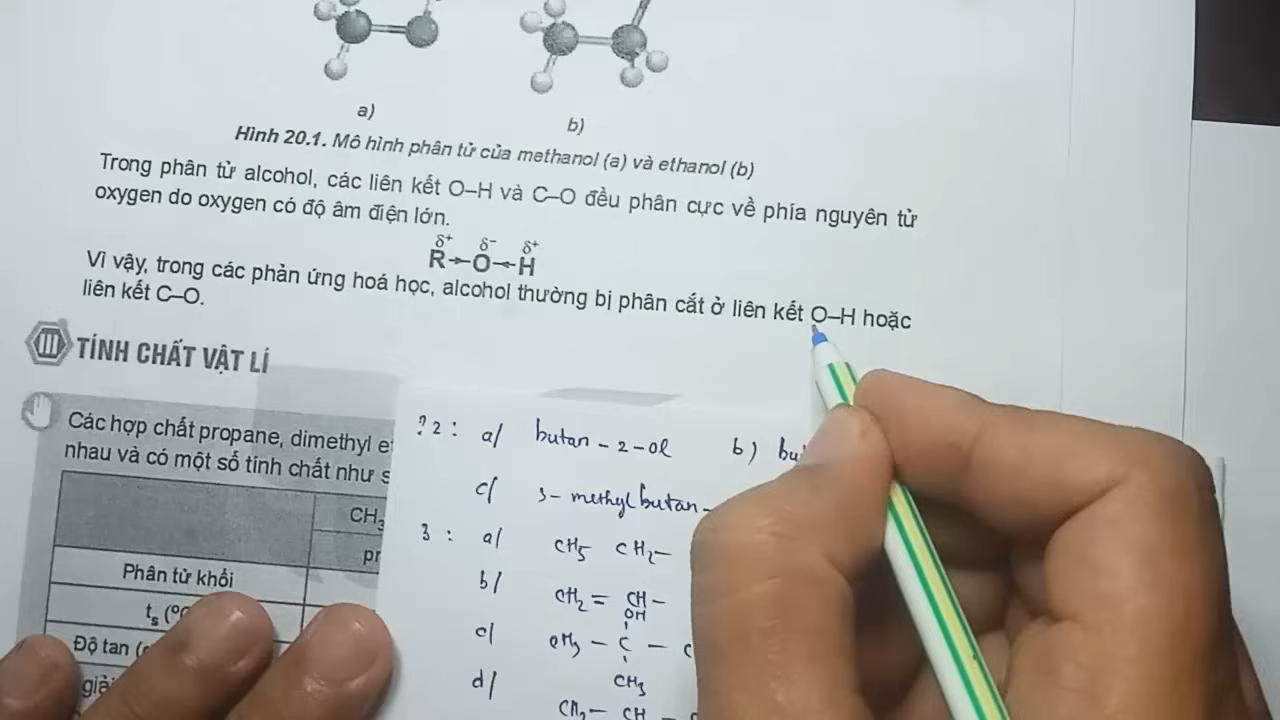 a)
b)
Hình 20.1. Mô hình phân tử của methanol (a) và ethanol (b)
Trong phân tử alcohol, các liên kết O–H và C–O đều phân cực về phía nguyên tử
oxygen do oxygen có độ âm điện lớn.
δ+ δ- δ+
R→O←H
Vì vậy, trong các phản ứng hoá học, alcohol thường bị phân cắt ở liên kết O–H hoặc
liên kết C–O.
III TÍNH CHẤT VẬT LÍ
Các hợp chất propane, dimethyl
nhau và có một số tính chất như
CH3
Phân tử khối
ts
Độ tan
?2: a/ butan-2-ol b)
c/ 3-methylbutan-
3: a/ CH5 CH2-
b/ CH2 = CH-
OH
c/ CH3 - C -
CH3
d/
CH2- CH -